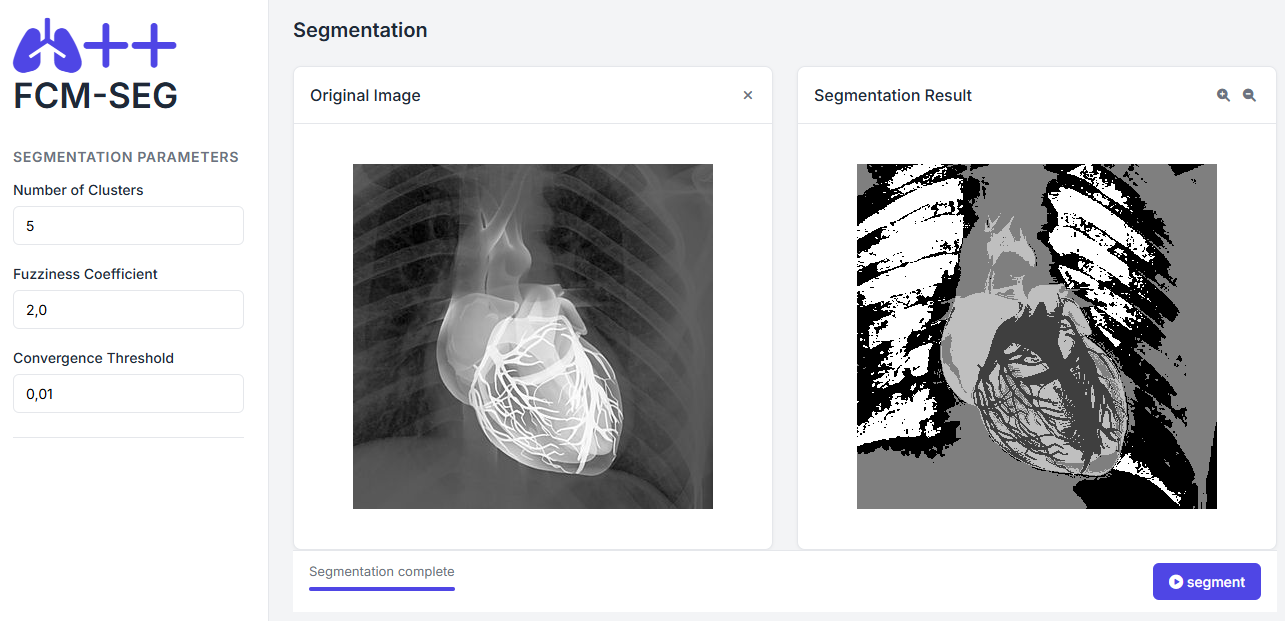 ++
FCM-SEG
SEGMENTATION PARAMETERS
Number of Clusters
5
Fuzziness Coefficient
2,0
Convergence Threshold
0,01
Segmentation
Original Image
Segmentation Result
Segmentation complete
segment